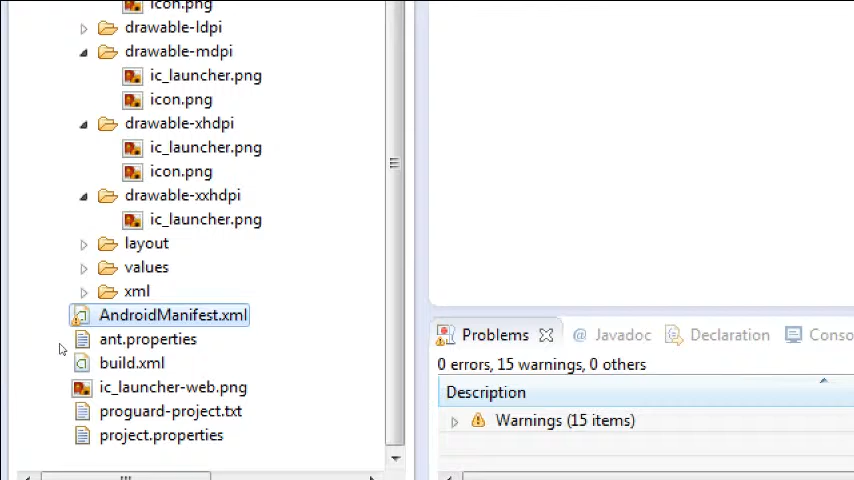 icon.png
drawable-ldpi
drawable-mdpi
ic_launcher.png
icon.png
drawable-xhdpi
ic_launcher.png
icon.png
drawable-xxhdpi
ic_launcher.png
layout
values
xml
AndroidManifest.xml
ant.properties
build.xml
ic_launcher-web.png
proguard-project.txt
project.properties
Problems @ Javadoc Declaration Conso
0 errors, 15 warnings, 0 others
Description
Warnings (15 items)